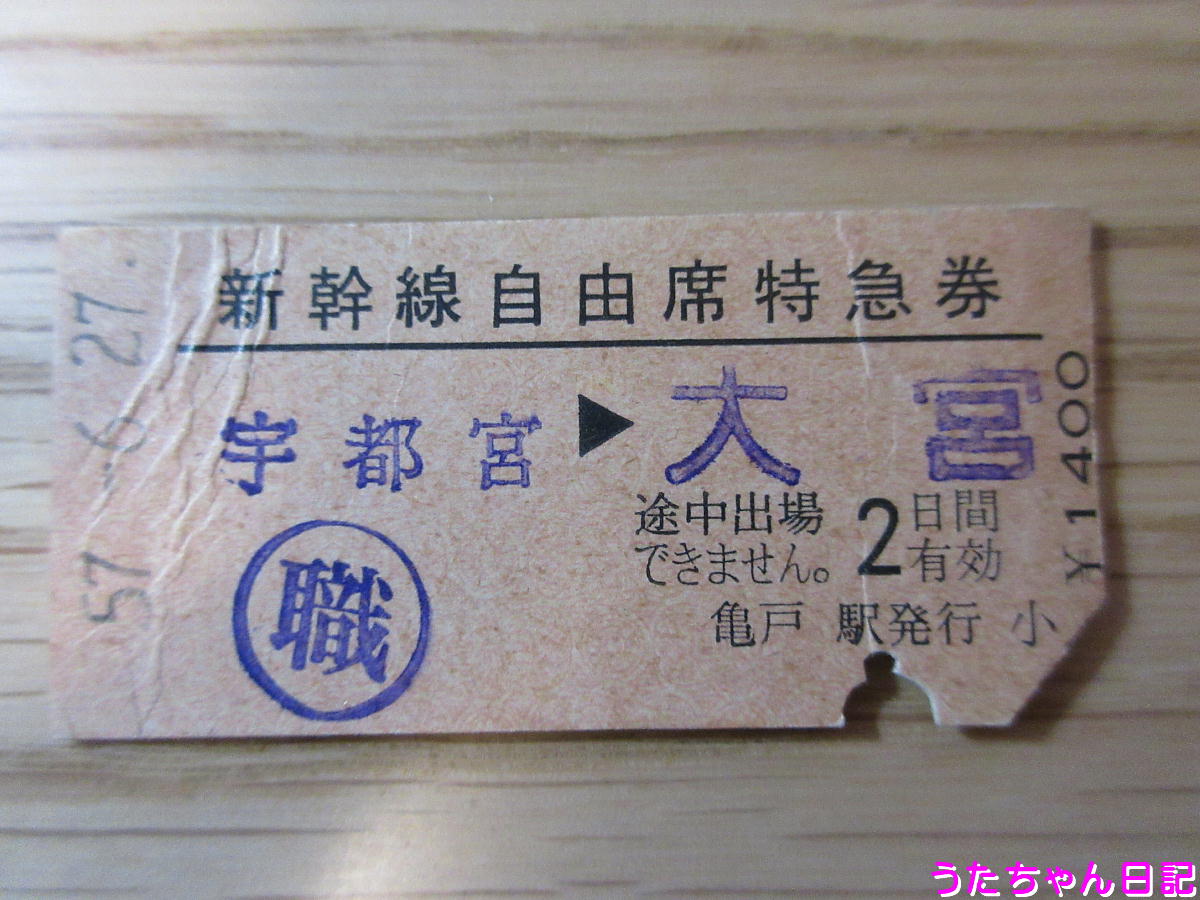 新幹線自由席特急券
宇都宮▶大宮
途中出場
できません。
2日間
有効
亀戸 駅発行 小
職
57.-6.27.
¥1400
うたちゃん日記